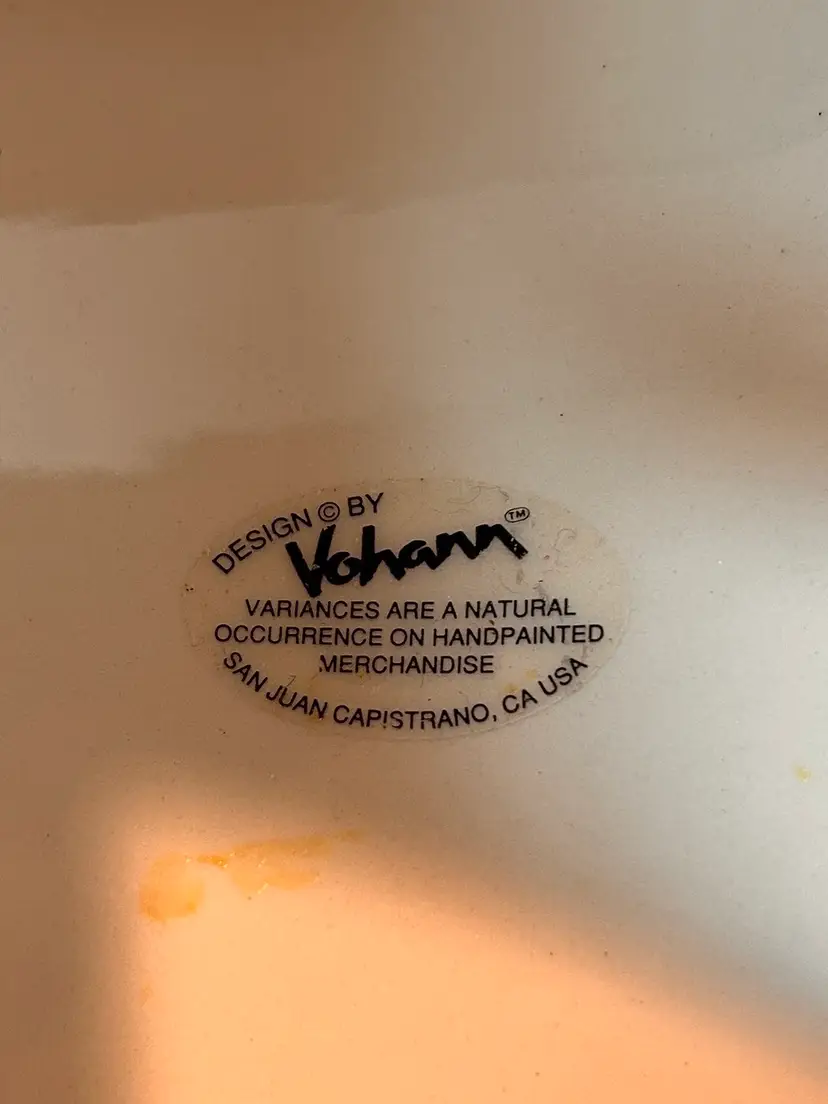 DESIGN © BY
Vohann™
VARIANCES ARE A NATURAL
OCCURRENCE ON HANDPAINTED
MERCHANDISE
SAN JUAN CAPISTRANO, CA USA